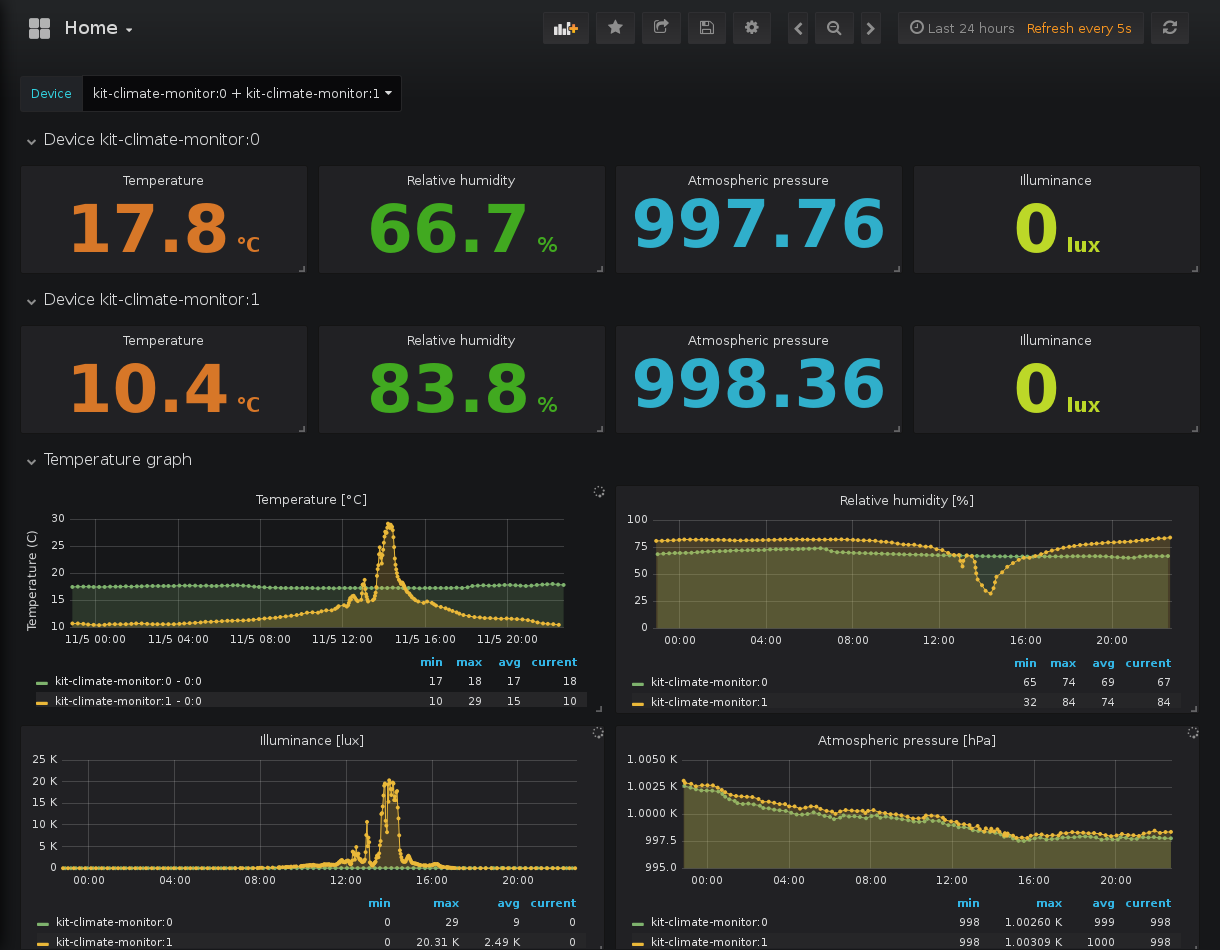 Home
Last 24 hours Refresh every 5s
Device kit-climate-monitor:0 + kit-climate-monitor:1
Device kit-climate-monitor:0
Temperature Relative humidity Atmospheric pressure Illuminance
17.8 °C 66.7 % 997.76 0 lux
Device kit-climate-monitor:1
Temperature Relative humidity Atmospheric pressure Illuminance
10.4 °C 83.8 % 998.36 0 lux
Temperature graph
Temperature [°C]
Temperature (C)
30
25
20
15
10
11/5 00:00 11/5 04:00 11/5 08:00 11/5 12:00 11/5 16:00 11/5 20:00
min max avg current
kit-climate-monitor:0 - 0:0 17 18 17 18
kit-climate-monitor:1 - 0:0 10 29 15 10
Relative humidity [%]
100
75
50
25
0
00:00 04:00 08:00 12:00 16:00 20:00
min max avg current
kit-climate-monitor:0 65 74 69 67
kit-climate-monitor:1 32 84 74 84
Illuminance [lux]
25 K
20 K
15 K
10 K
5 K
0
00:00 04:00 08:00 12:00 16:00 20:00
min max avg current
kit-climate-monitor:0 0 29 9 0
kit-climate-monitor:1 0 20.31 K 2.49 K 0
Atmospheric pressure [hPa]
1.0050 K
1.0025 K
1.0000 K
997.5
995.0
00:00 04:00 08:00 12:00 16:00 20:00
min max avg current
kit-climate-monitor:0 998 1.00260 K 999 998
kit-climate-monitor:1 998 1.00309 K 1000 998